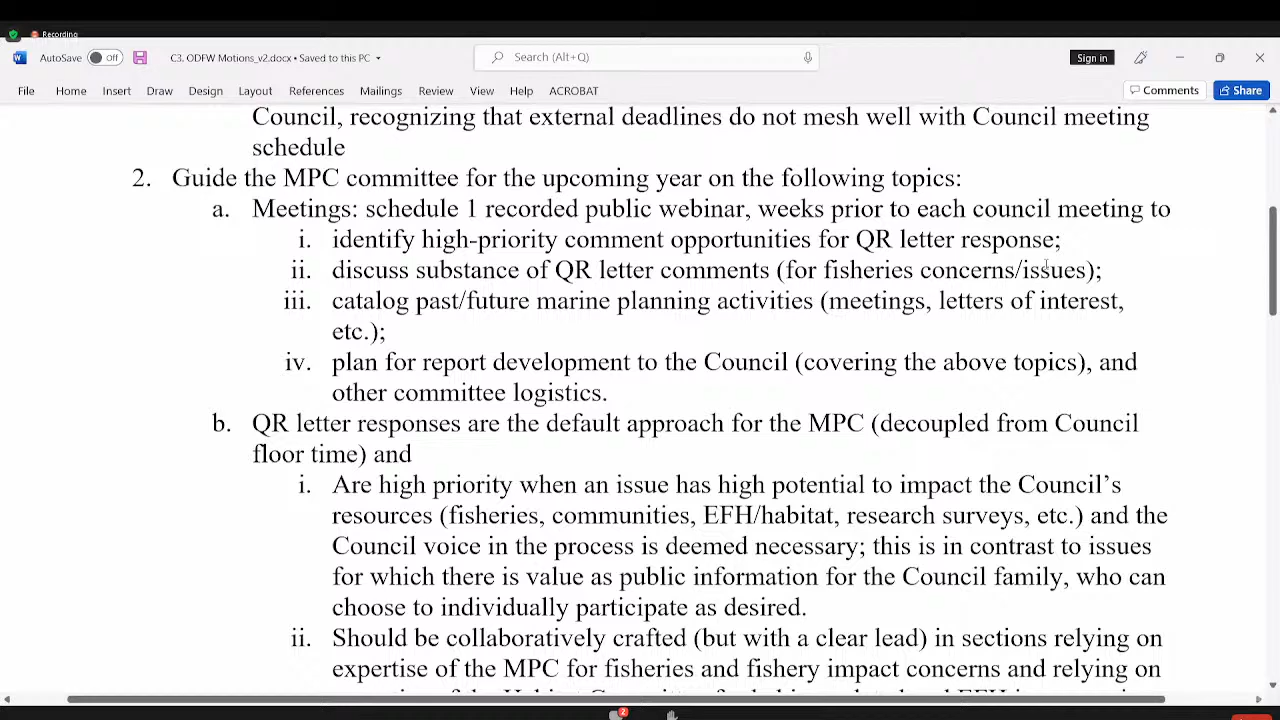 Recording
AutoSave Off C3. ODFW Motions_v2.docx • Saved to this PC Search (Alt+Q) Sign in
File Home Insert Draw Design Layout References Mailings Review View Help ACROBAT Comments Share
Council, recognizing that external deadlines do not mesh well with Council meeting
schedule
2. Guide the MPC committee for the upcoming year on the following topics:
a. Meetings: schedule 1 recorded public webinar, weeks prior to each council meeting to
i. identify high-priority comment opportunities for QR letter response;
ii. discuss substance of QR letter comments (for fisheries concerns/issues);
iii. catalog past/future marine planning activities (meetings, letters of interest,
etc.);
iv. plan for report development to the Council (covering the above topics), and
other committee logistics.
b. QR letter responses are the default approach for the MPC (decoupled from Council
floor time) and
i. Are high priority when an issue has high potential to impact the Council’s
resources (fisheries, communities, EFH/habitat, research surveys, etc.) and the
Council voice in the process is deemed necessary; this is in contrast to issues
for which there is value as public information for the Council family, who can
choose to individually participate as desired.
ii. Should be collaboratively crafted (but with a clear lead) in sections relying on
expertise of the MPC for fisheries and fishery impact concerns and relying on
2